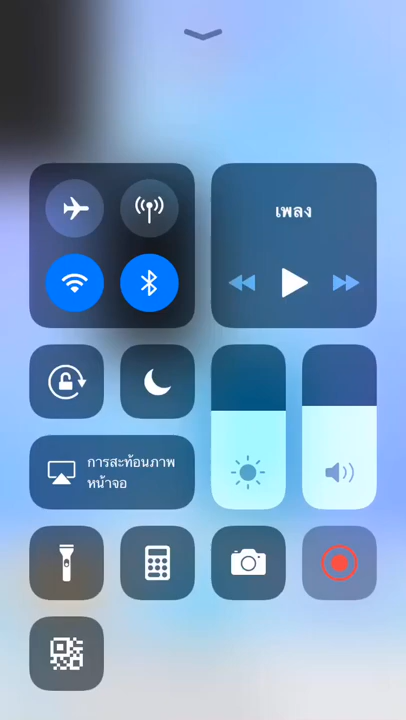 เพลง
การสะท้อนภาพ
หน้าจอ